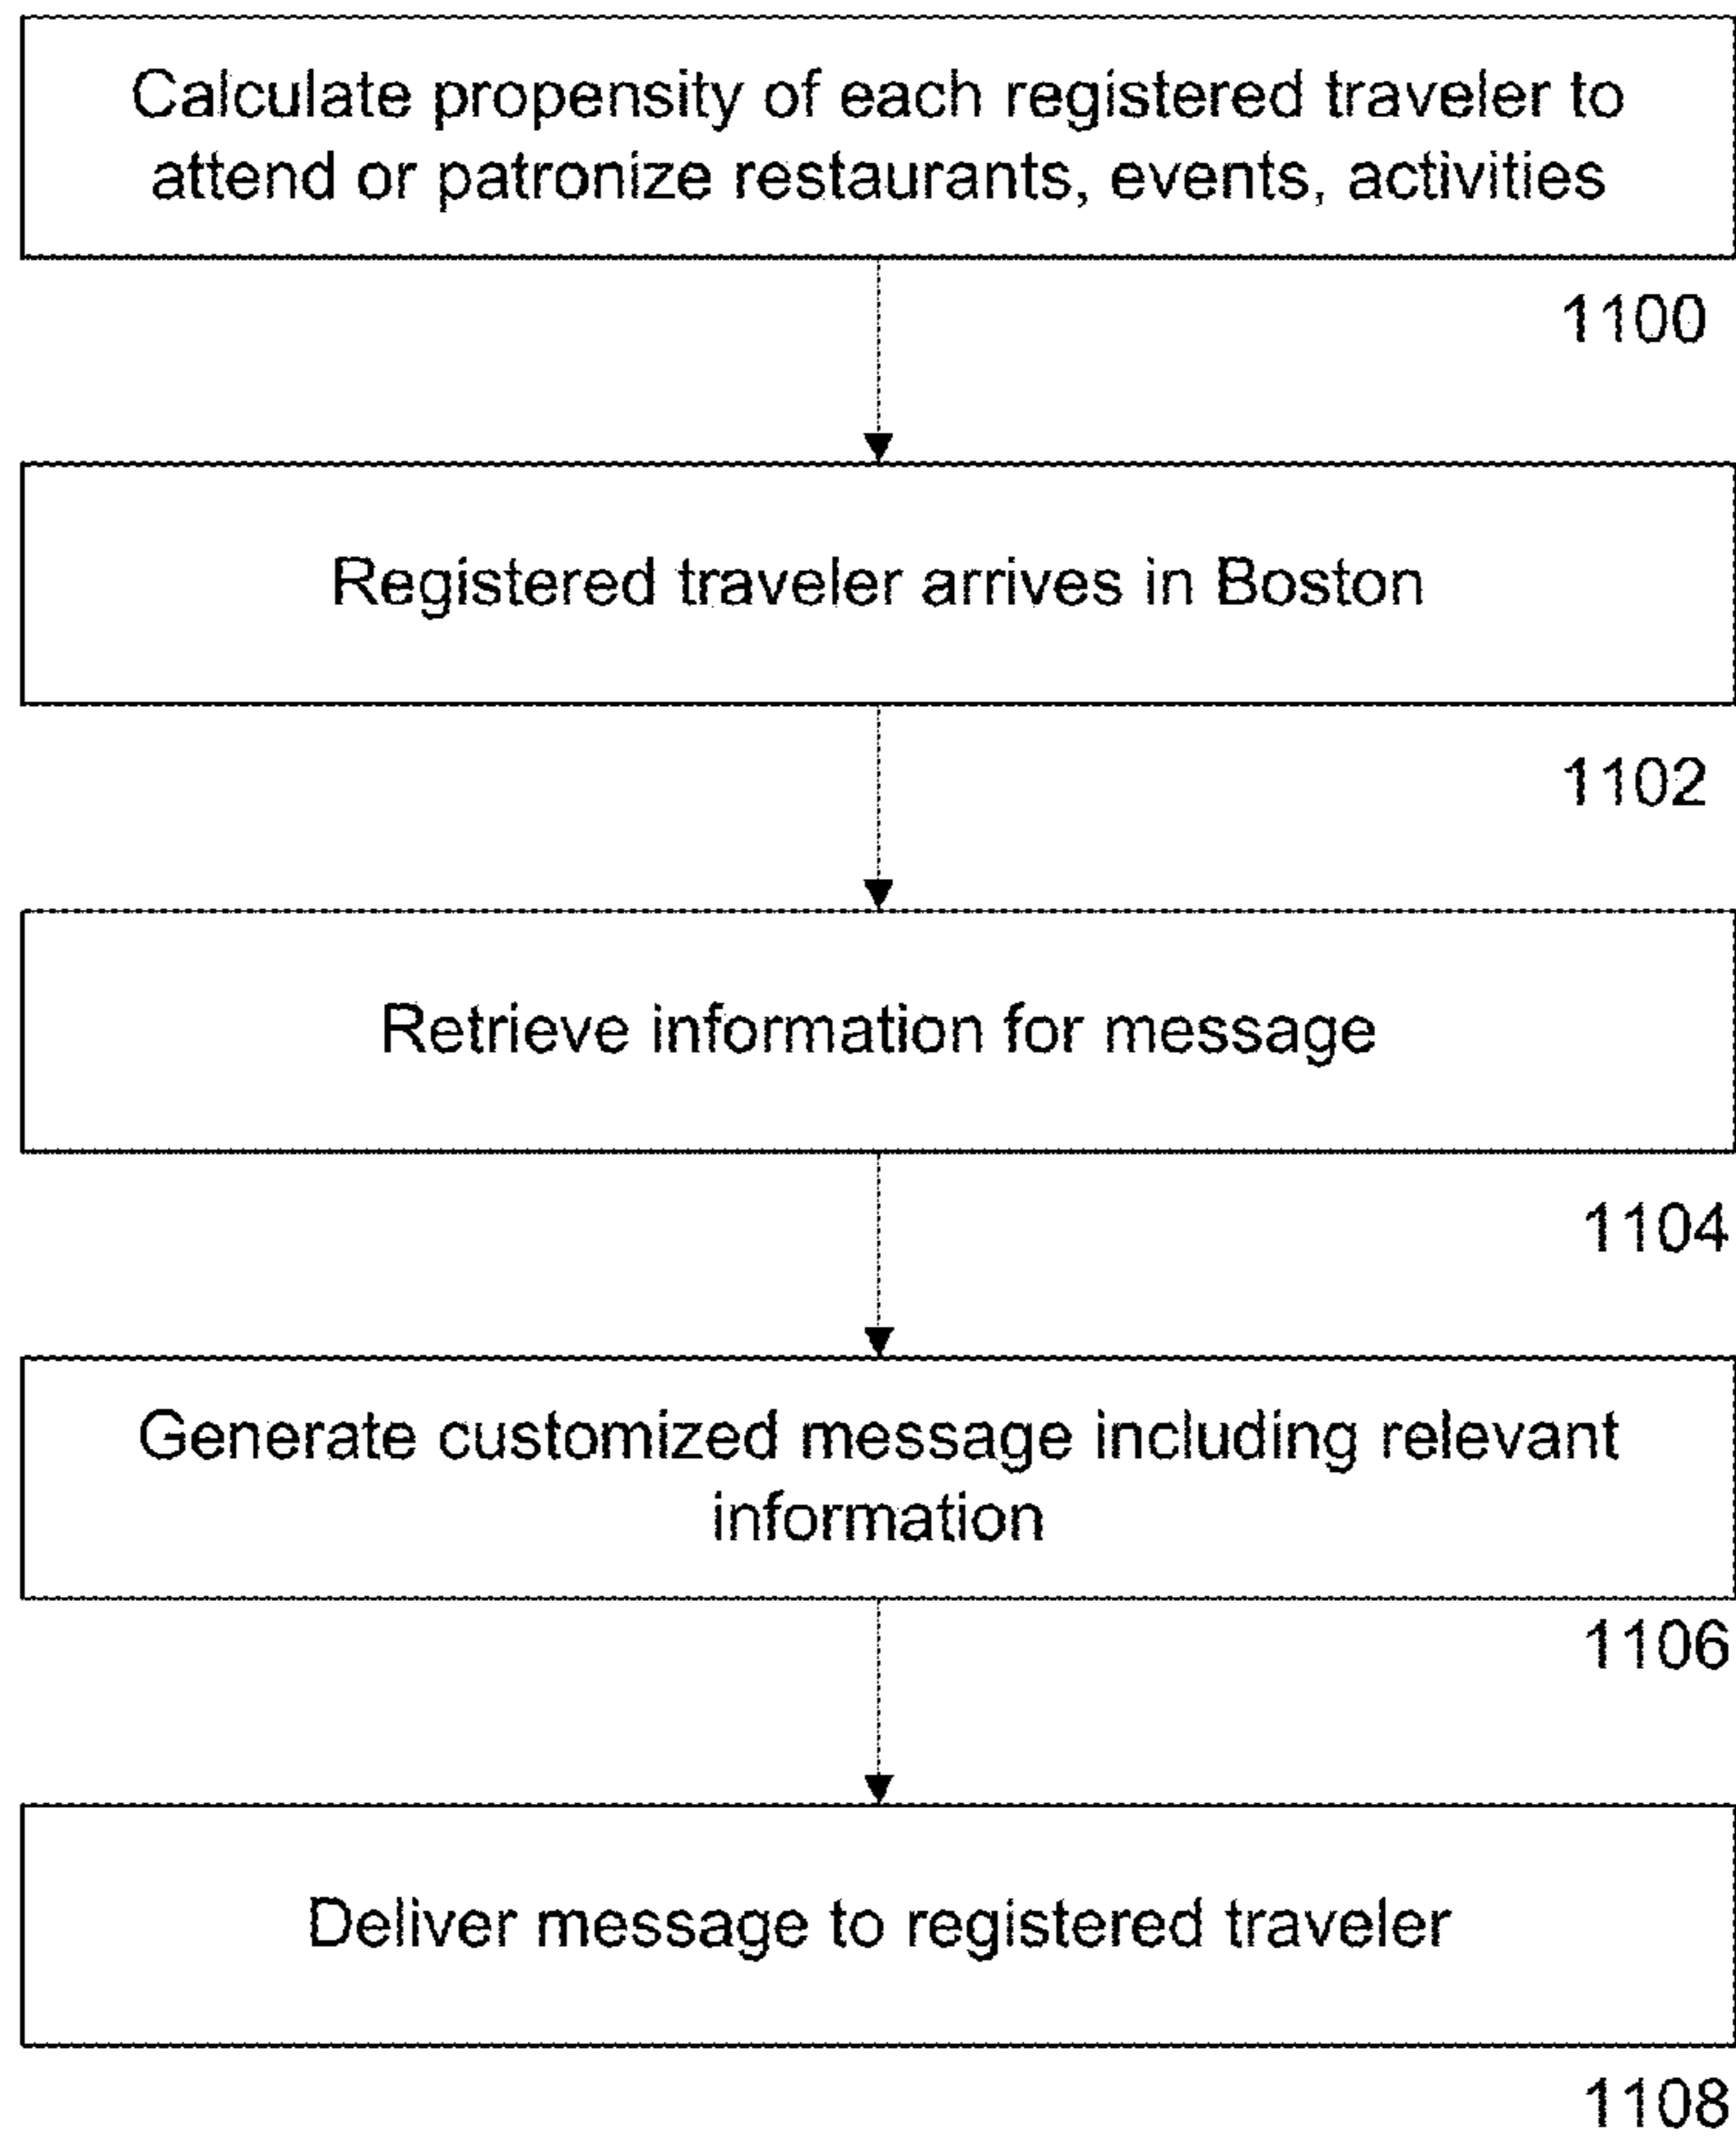 Calculate propensity of each registered traveler to
attend or patronize restaurants, events, activities
1100
Registered traveler arrives in Boston
1102
Retrieve information for message
1104
Generate customized message including relevant
information
1106
Deliver message to registered traveler
1108